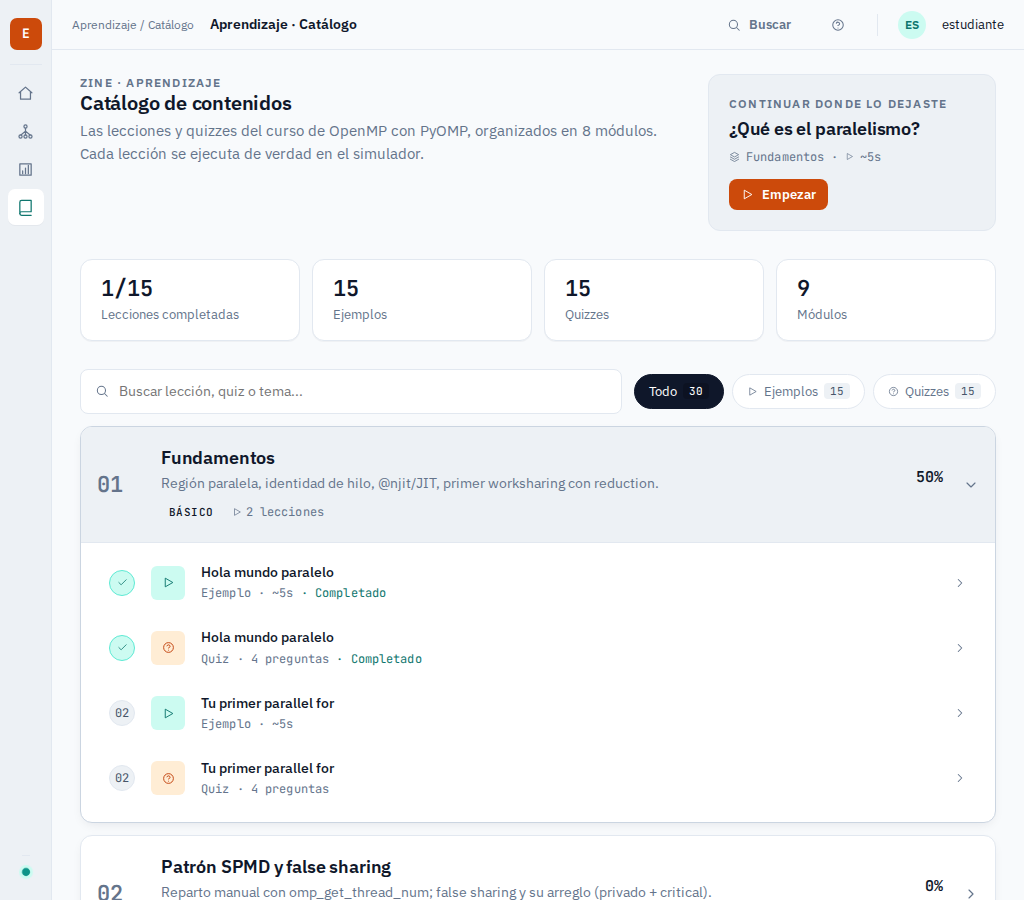 E
Aprendizaje / Catálogo
Aprendizaje · Catálogo
Buscar
ES
estudiante
ZINE · APRENDIZAJE
Catálogo de contenidos
Las lecciones y quizzes del curso de OpenMP con PyOMP, organizados en 8 módulos.
Cada lección se ejecuta de verdad en el simulador.
CONTINUAR DONDE LO DEJASTE
¿Qué es el paralelismo?
Fundamentos · ~5s
Empezar
1/15
Lecciones completadas
15
Ejemplos
15
Quizzes
9
Módulos
Buscar lección, quiz o tema...
Todo 30
Ejemplos 15
Quizzes 15
01
Fundamentos
Región paralela, identidad de hilo, @njit/JIT, primer worksharing con reduction.
BÁSICO
2 lecciones
50%
Hola mundo paralelo
Ejemplo · ~5s · Completado
Hola mundo paralelo
Quiz · 4 preguntas · Completado
02
Tu primer parallel for
Ejemplo · ~5s
02
Tu primer parallel for
Quiz · 4 preguntas
02
Patrón SPMD y false sharing
Reparto manual con omp_get_thread_num; false sharing y su arreglo (privado + critical).
0%